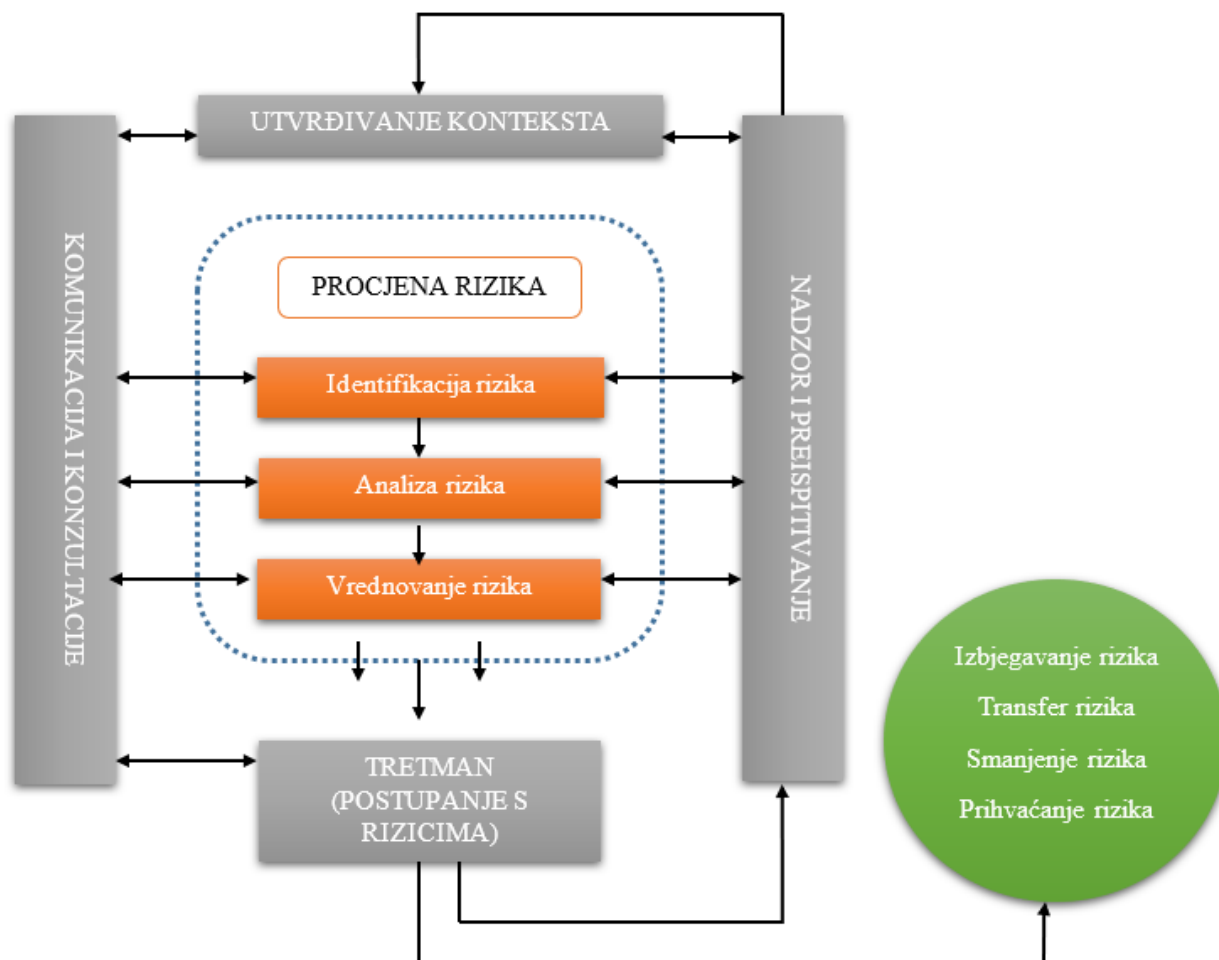 UTVRĐIVANJE KONTEKSTA
KOMUNIKACIJA I KONZULTACIJE
PROCJENA RIZIKA
Identifikacija rizika
Analiza rizika
Vrednovanje rizika
NADZOR I PREISPITIVANJE
TRETMAN
(POSTUPANJE S
RIZICIMA)
Izbjegavanje rizika
Transfer rizika
Smanjenje rizika
Prihvaćanje rizika